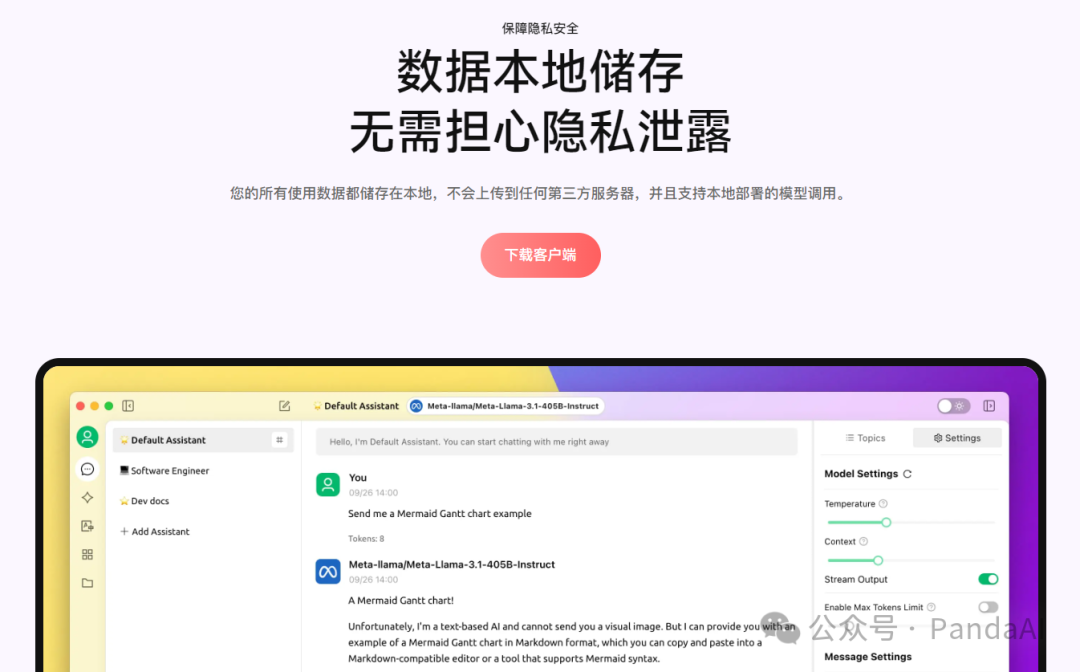 保障隐私安全
数据本地储存
无需担心隐私泄露
您的所有使用数据都储存在本地，不会上传到任何第三方服务器，并且支持本地部署的模型调用。
下载客户端
Default Assistant
Meta-llama/Meta-Llama-3.1-405B-Instruct
Default Assistant
Software Engineer
Dev docs
+ Add Assistant
Hello, I'm Default Assistant. You can start chatting with me right away
You
09/26 14:00
Send me a Mermaid Gantt chart example
Tokens: 8
Meta-llama/Meta-Llama-3.1-405B-Instruct
09/26 14:00
A Mermaid Gantt chart!
Unfortunately, I'm a text-based AI and cannot send you a visual image. But I can provide you with an
example of a Mermaid Gantt chart in Markdown format, which you can copy and paste into a
Markdown-compatible editor or a tool that supports Mermaid syntax.
Topics
Settings
Model Settings
Temperature
Context
Stream Output
Enable Max Tokens Limit
Message Settings
公众号 · PandaAi